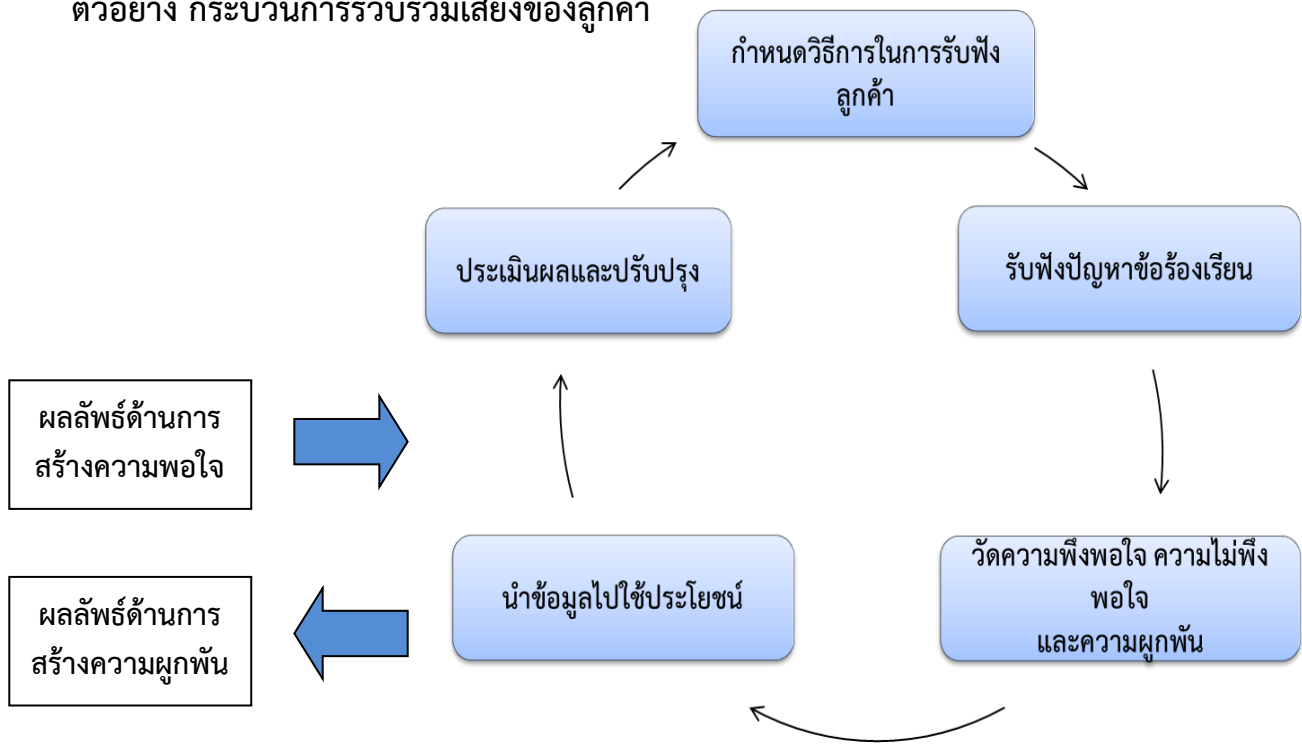 ตัวอย่าง กระบวนการรวบรวมเสียงของลูกค้า
กำหนดวิธีการในการรับฟัง
ลูกค้า
รับฟังปัญหาข้อร้องเรียน
วัดความพึงพอใจ ความไม่พึง
พอใจ
และความผูกพัน
นำข้อมูลไปใช้ประโยชน์
ประเมินผลและปรับปรุง
ผลลัพธ์ด้านการ
สร้างความพอใจ
ผลลัพธ์ด้านการ
สร้างความผูกพัน